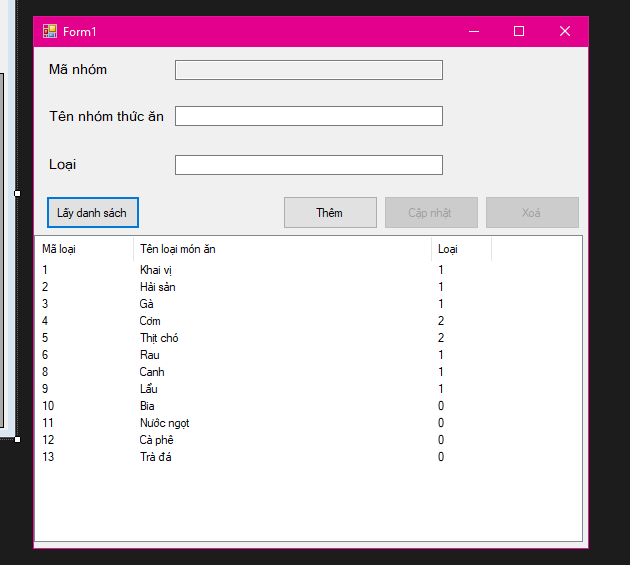 Form1
Mã nhóm
Tên nhóm thức ăn
Loại
Lấy danh sách Thêm Cập nhật Xoá
Mã loại Tên loại món ăn Loại
1 Khai vị 1
2 Hải sản 1
3 Gà 1
4 Cơm 2
5 Thịt chó 2
6 Rau 1
8 Canh 1
9 Lẩu 1
10 Bia 0
11 Nước ngọt 0
12 Cà phê 0
13 Trà đá 0